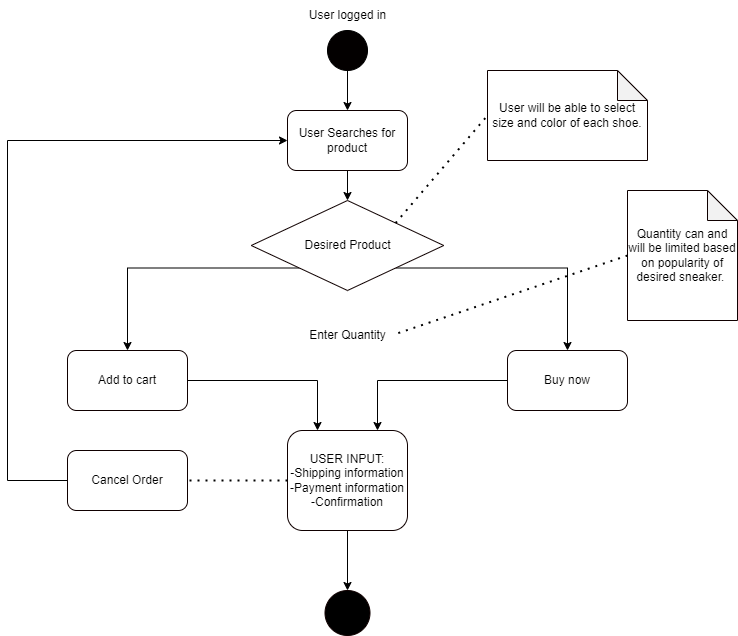 User logged in
User Searches for
product
User will be able to select
size and color of each shoe.
Desired Product
Quantity can and
will be limited based
on popularity of
desired sneaker.
Enter Quantity
Add to cart
Buy now
USER INPUT:
-Shipping information
-Payment information
-Confirmation
Cancel Order